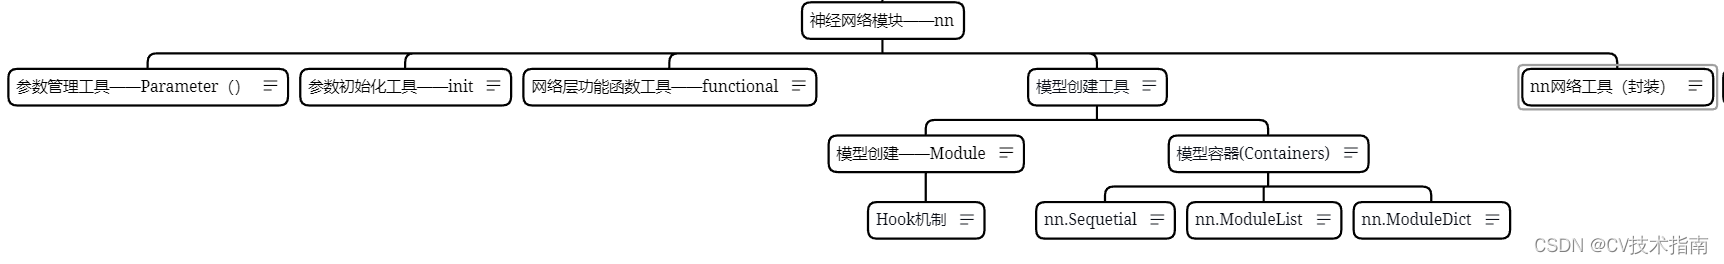 神经网络模块——nn
参数管理工具——Parameter（）
参数初始化工具——init
网络层功能函数工具——functional
模型创建工具
nn网络工具（封装）
模型创建——Module
模型容器(Containers)
Hook机制
nn.Sequetial
nn.ModuleList
nn.ModuleDict
CSDN @CV技术指南